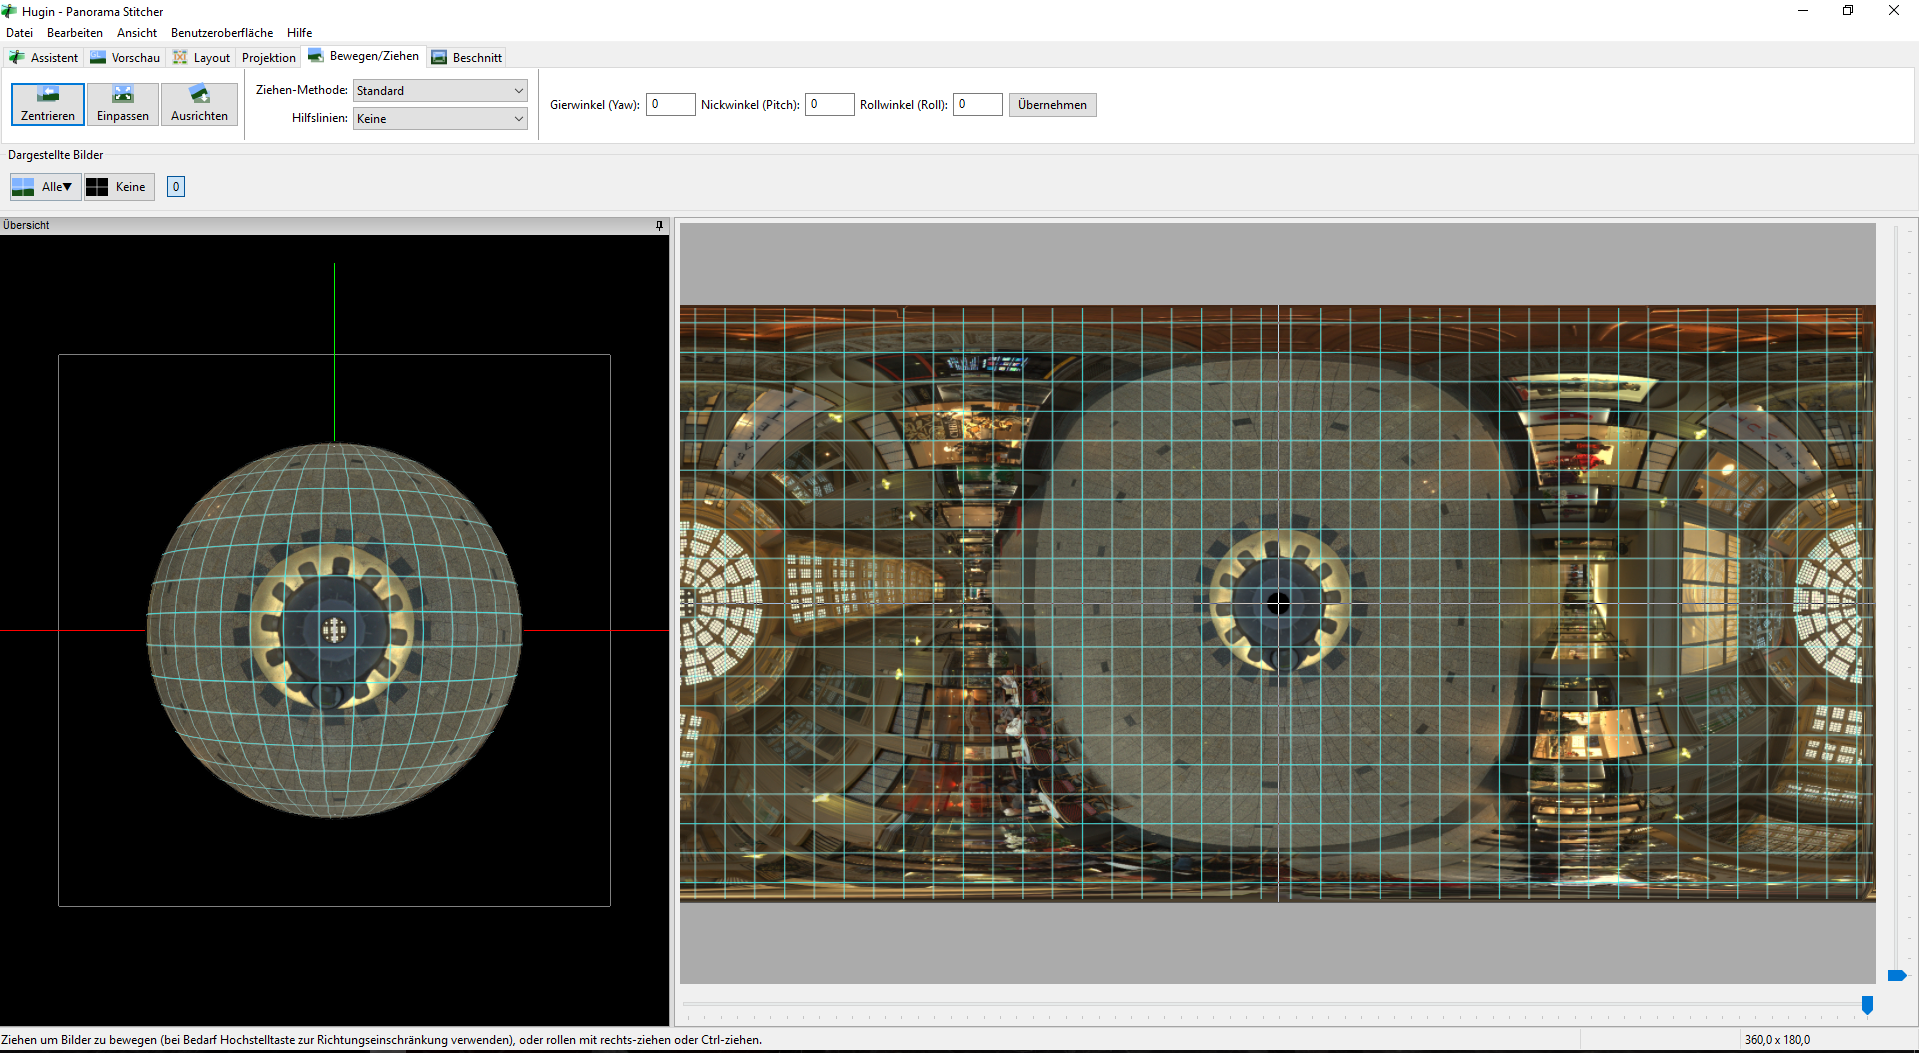 Hugin - Panorama Stitcher
Datei Bearbeiten Ansicht Benutzeroberfläche Hilfe
Assistent Vorschau Layout Projektion Bewegen/Ziehen Beschnitt
Zentrieren Einpassen Ausrichten
Ziehen-Methode: Standard
Hilfslinien: Keine
Gierwinkel (Yaw): 0 Nickwinkel (Pitch): 0 Rollwinkel (Roll): 0 Übernehmen
Dargestellte Bilder
Alle▼ Keine 0
Übersicht
Ziehen um Bilder zu bewegen (bei Bedarf Hochstelltaste zur Richtungseinschränkung verwenden), oder rollen mit rechts-ziehen oder Ctrl-ziehen.
360,0 x 180,0